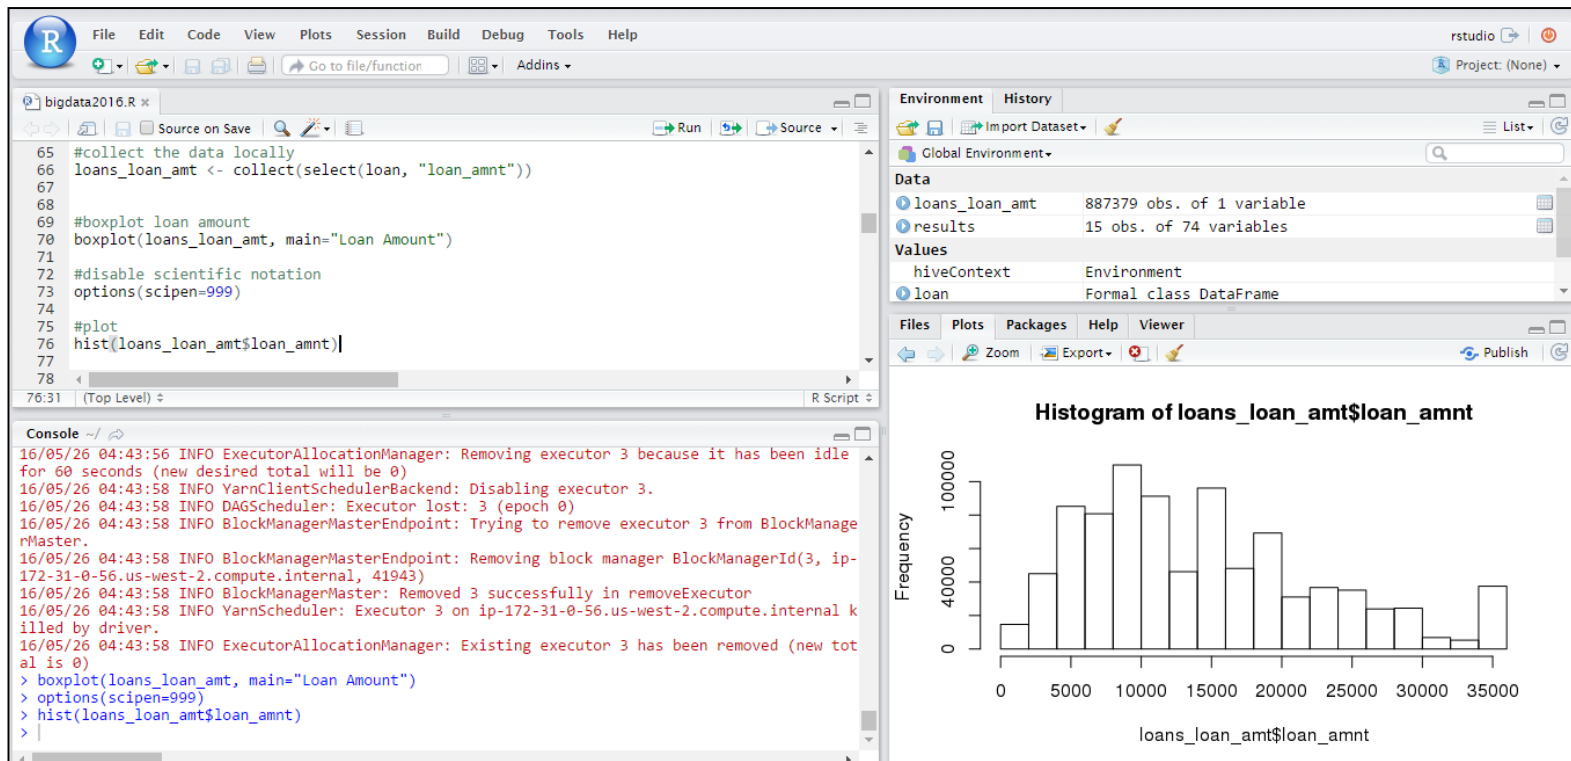 R
File Edit Code View Plots Session Build Debug Tools Help
rstudio
Go to file/function
Addins
Project: (None)
bigdata2016.R
Source on Save
Run
Source
65 #collect the data locally
66 loans_loan_amt <- collect(select(loan, "loan_amnt"))
67
68
69 #boxplot loan amount
70 boxplot(loans_loan_amt, main="Loan Amount")
71
72 #disable scientific notation
73 options(scipen=999)
74
75 #plot
76 hist(loans_loan_amt$loan_amnt)
77
78
76:31 (Top Level) R Script
Console ~/
16/05/26 04:43:56 INFO ExecutorAllocationManager: Removing executor 3 because it has been idle
for 60 seconds (new desired total will be 0)
16/05/26 04:43:58 INFO YarnClientSchedulerBackend: Disabling executor 3.
16/05/26 04:43:58 INFO DAGScheduler: Executor lost: 3 (epoch 0)
16/05/26 04:43:58 INFO BlockManagerMasterEndpoint: Trying to remove executor 3 from BlockManage
rMaster.
16/05/26 04:43:58 INFO BlockManagerMasterEndpoint: Removing block manager BlockManagerId(3, ip-
172-31-0-56.us-west-2.compute.internal, 41943)
16/05/26 04:43:58 INFO BlockManagerMaster: Removed 3 successfully in removeExecutor
16/05/26 04:43:58 INFO YarnScheduler: Executor 3 on ip-172-31-0-56.us-west-2.compute.internal k
illed by driver.
16/05/26 04:43:58 INFO ExecutorAllocationManager: Existing executor 3 has been removed (new tot
al is 0)
> boxplot(loans_loan_amt, main="Loan Amount")
> options(scipen=999)
> hist(loans_loan_amt$loan_amnt)
>
Environment History
Import Dataset
List
Global Environment
Data
loans_loan_amt 887379 obs. of 1 variable
results 15 obs. of 74 variables
Values
hiveContext Environment
loan Formal class DataFrame
Files Plots Packages Help Viewer
Zoom Export Publish
Histogram of loans_loan_amt$loan_amnt
Frequency
100000
40000
0
0 5000 10000 15000 20000 25000 30000 35000
loans_loan_amt$loan_amnt